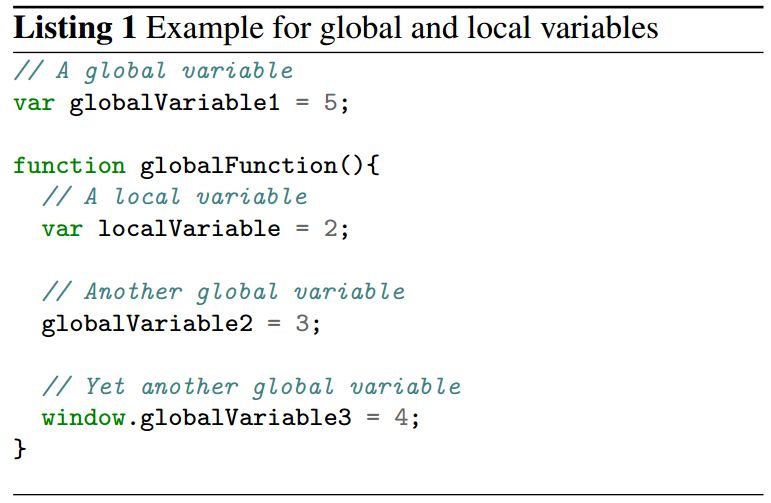 Listing 1 Example for global and local variables
// A global variable
var globalVariable1 = 5;
function globalFunction(){
// A local variable
var localVariable = 2;
// Another global variable
globalVariable2 = 3;
// Yet another global variable
window.globalVariable3 = 4;
}